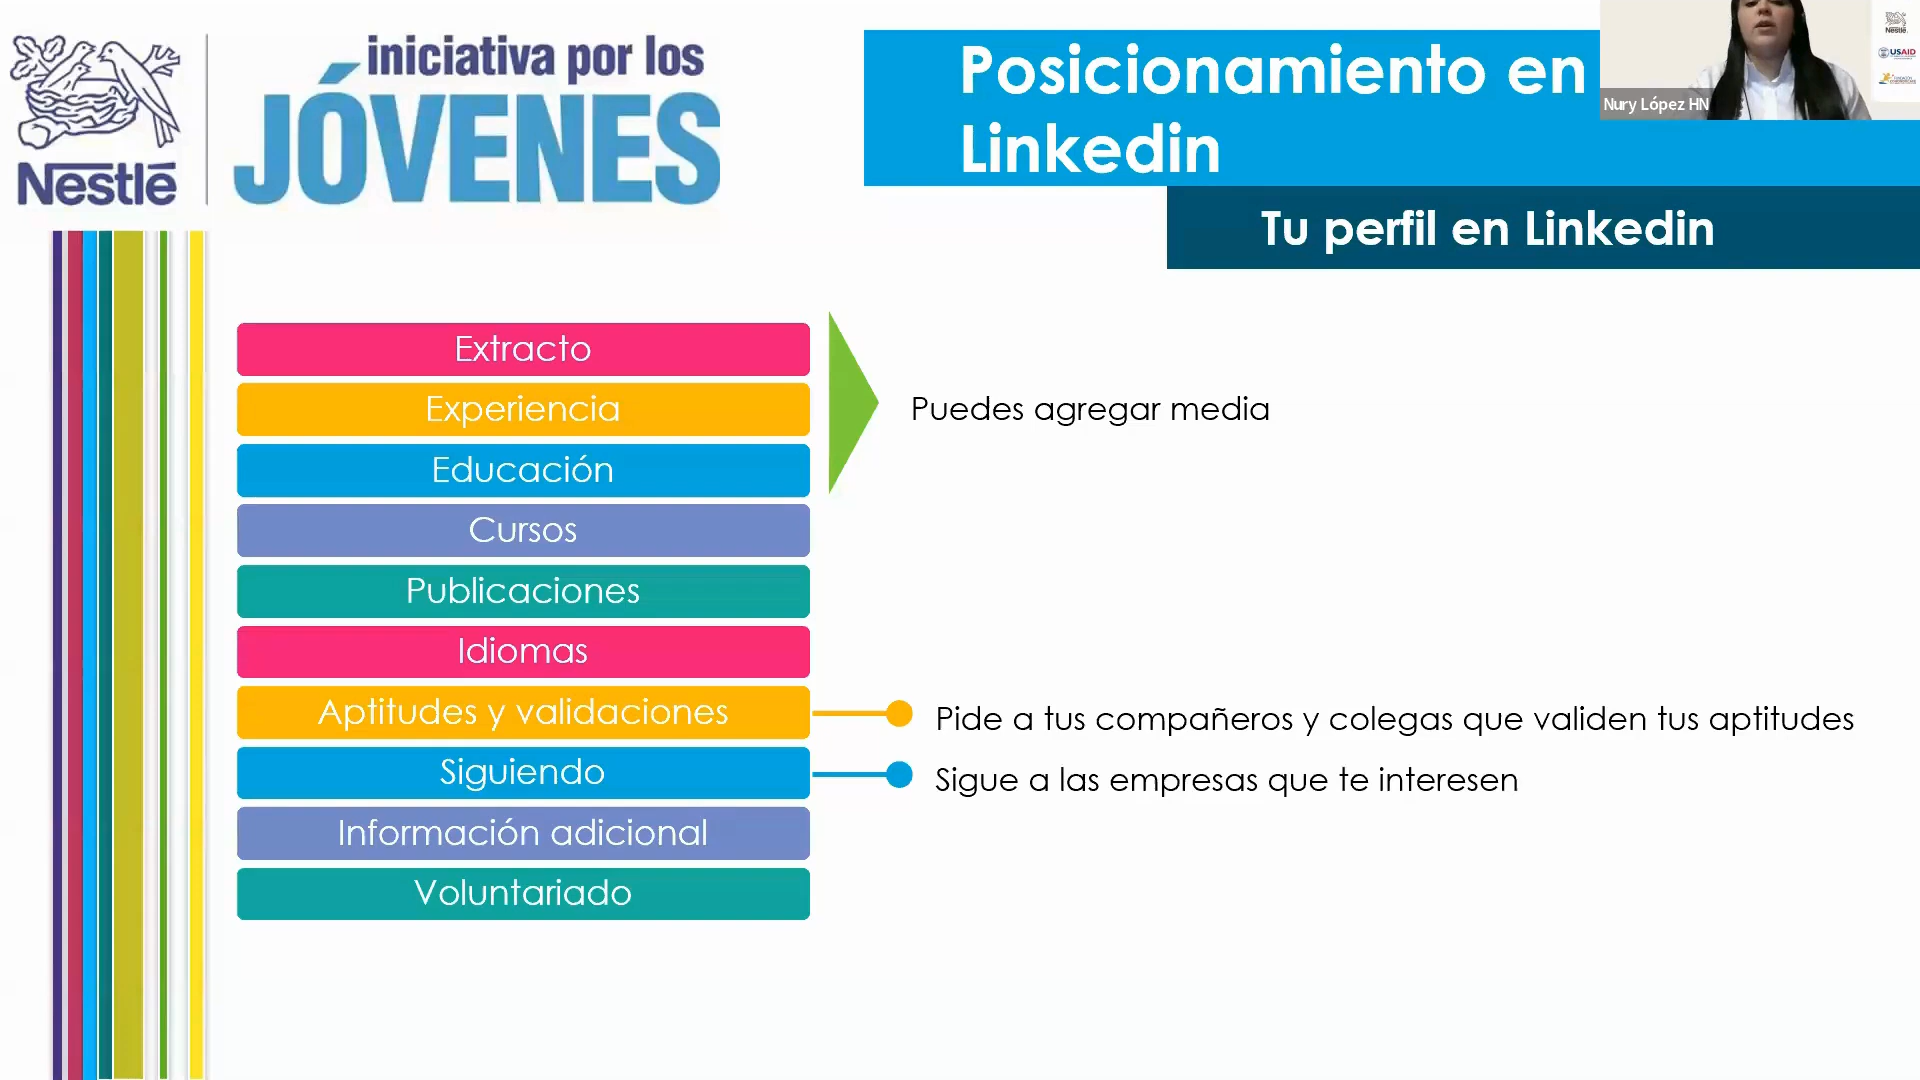 Nestlé
iniciativa por los
JÓVENES
Posicionamiento en
Linkedin
Nury López HN
Nestlé
USAID
Tu perfil en Linkedin
Extracto
Experiencia
Educación
Cursos
Publicaciones
Idiomas
Aptitudes y validaciones
Siguiendo
Información adicional
Voluntariado
Puedes agregar media
Pide a tus compañeros y colegas que validen tus aptitudes
Sigue a las empresas que te interesen